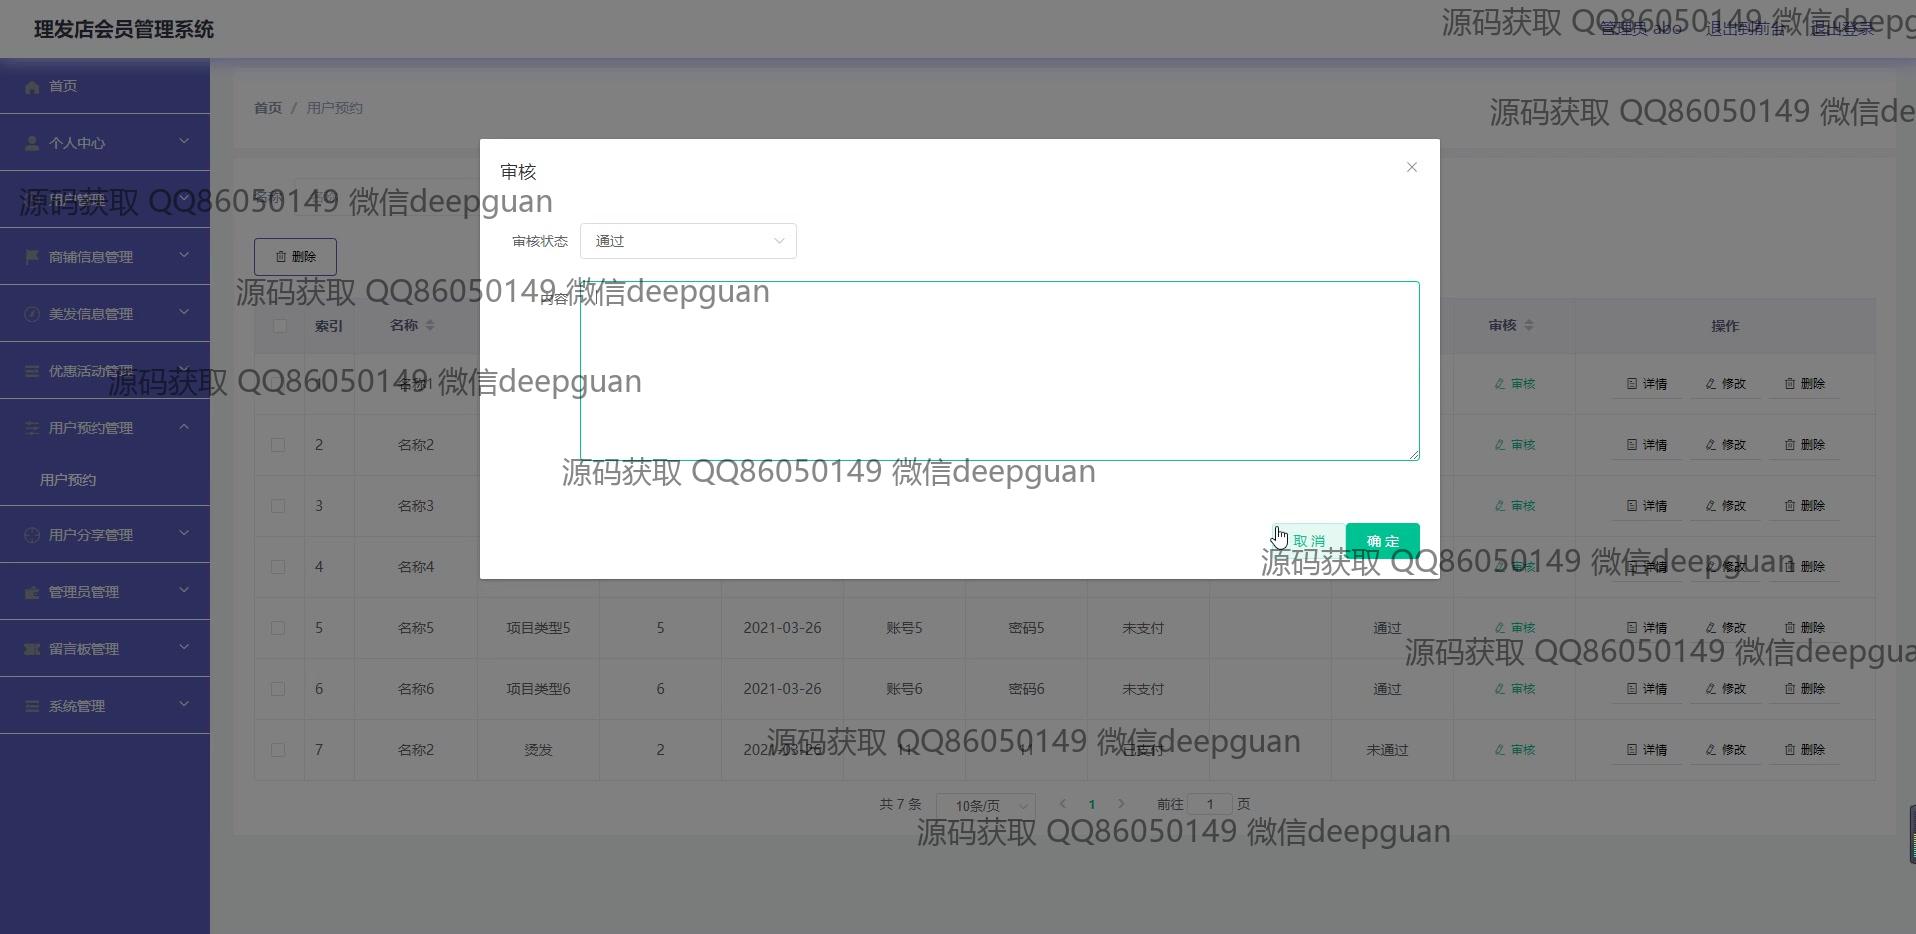 理发店会员管理系统
源码获取 QQ86050149 微信deepg
管理员 abo 退出到前台 退出登录
首页
首页 / 用户预约
源码获取 QQ86050149 微信de
个人中心
审核
用户管理
源码获取 QQ86050149 微信deepguan
名称
审核状态 通过
商铺信息管理
删除
源码获取 QQ86050149 微信deepguan
内容
美发信息管理
索引 名称 审核 操作
优惠活动管理
源码获取 QQ86050149 微信deepguan
名称1 审核 详情 修改 删除
用户预约管理
2 名称2 审核 详情 修改 删除
用户预约
源码获取 QQ86050149 微信deepguan
3 名称3 审核 详情 修改 删除
用户分享管理
取消 确定
源码获取 QQ86050149 微信deepguan
4 名称4 审核 详情 修改 删除
管理员管理
5 名称5 项目类型5 5 2021-03-26 账号5 密码5 未支付 通过 审核 详情 修改 删除
留言板管理
源码获取 QQ86050149 微信deepgua
6 名称6 项目类型6 6 2021-03-26 账号6 密码6 未支付 通过 审核 详情 修改 删除
系统管理
源码获取 QQ86050149 微信deepguan
7 名称2 烫发 2 2021-03-26 11 11 已支付 未通过 审核 详情 修改 删除
共 7 条 10条/页 1 前往 1 页
源码获取 QQ86050149 微信deepguan